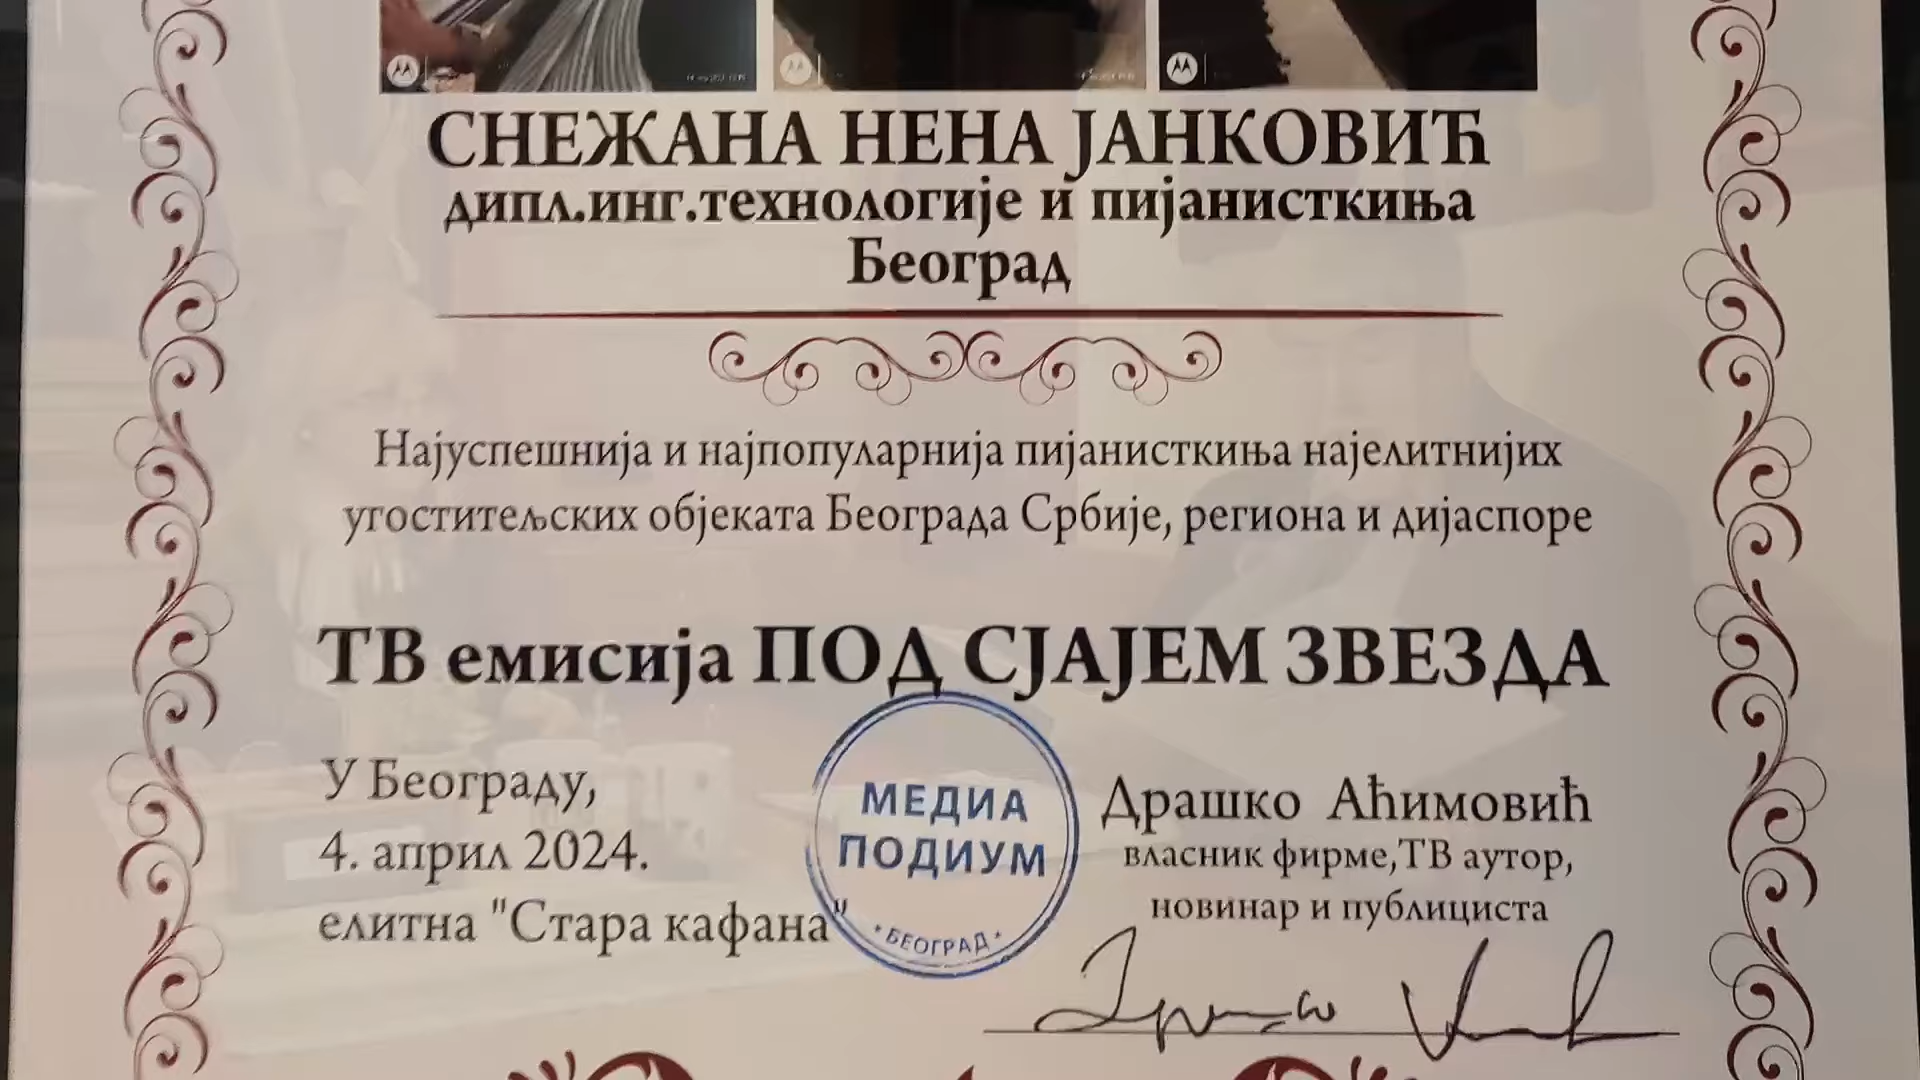 СНЕЖАНА НЕНА ЈАНКОВИЋ
дипл.инг.технологије и пијанисткиња
Београд
Најуспешнија и најпопуларнија пијанисткиња најелитнијих
угоститељских објеката Београда Србије, региона и дијаспоре
ТВ емисија ПОД СЈАЈЕМ ЗВЕЗДА
У Београду,
4. април 2024.
елитна "Стара кафана"
МЕДИА
ПОДИУМ
БЕОГРАД
Драшко Аћимовић
власник фирме,ТВ аутор,
новинар и публициста